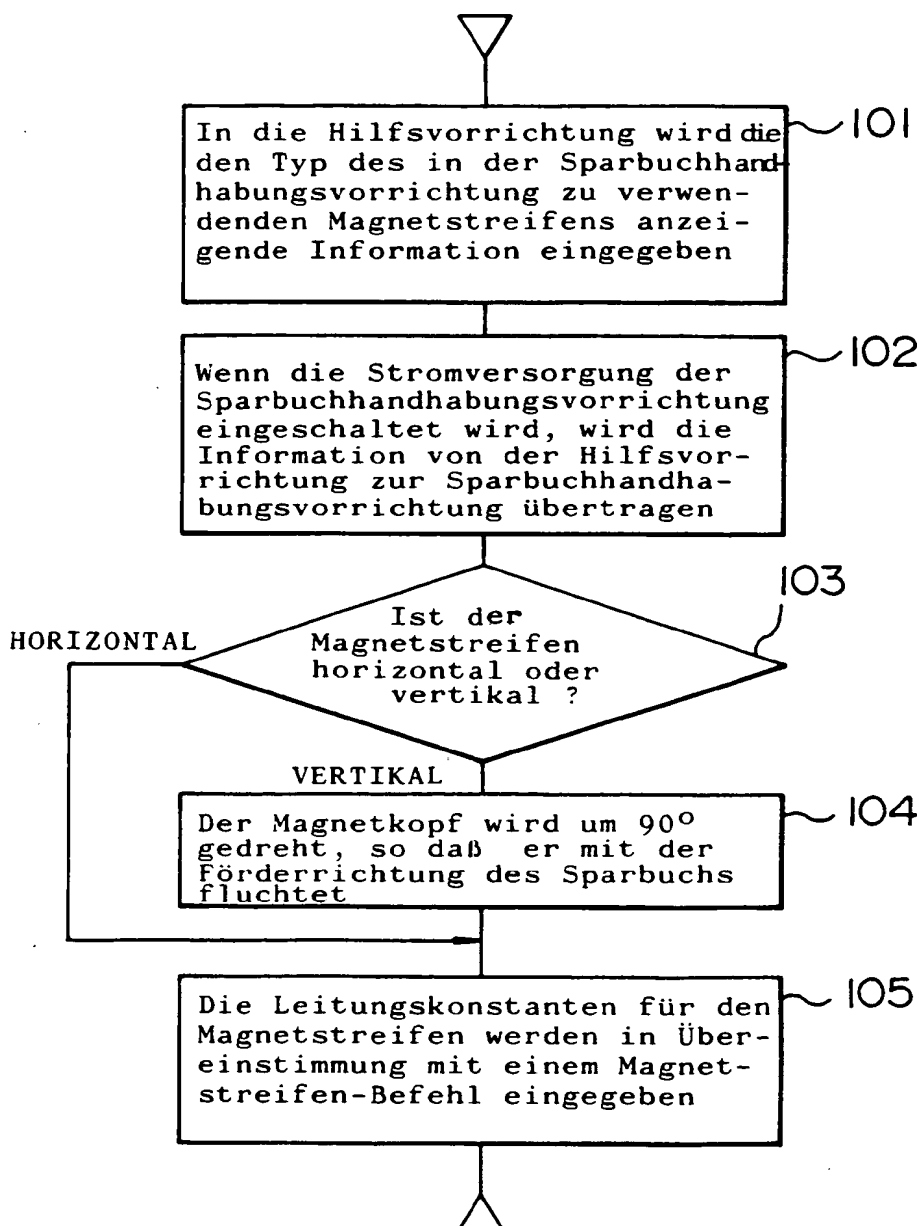 In die Hilfsvorrichtung wird die
den Typ des in der Sparbuchhand-
habungsvorrichtung zu verwen-
denden Magnetstreifens anzei-
gende Information eingegeben
101
Wenn die Stromversorgung der
Sparbuchhandhabungsvorrichtung
eingeschaltet wird, wird die
Information von der Hilfsvor-
richtung zur Sparbuchhandha-
bungsvorrichtung übertragen
102
103
Ist der
Magnetstreifen
horizontal oder
vertikal ?
HORIZONTAL
VERTIKAL
Der Magnetkopf wird um 90°
gedreht, so daß er mit der
Förderrichtung des Sparbuchs
fluchtet
104
Die Leitungskonstanten für den
Magnetstreifen werden in Über-
einstimmung mit einem Magnet-
streifen-Befehl eingegeben
105